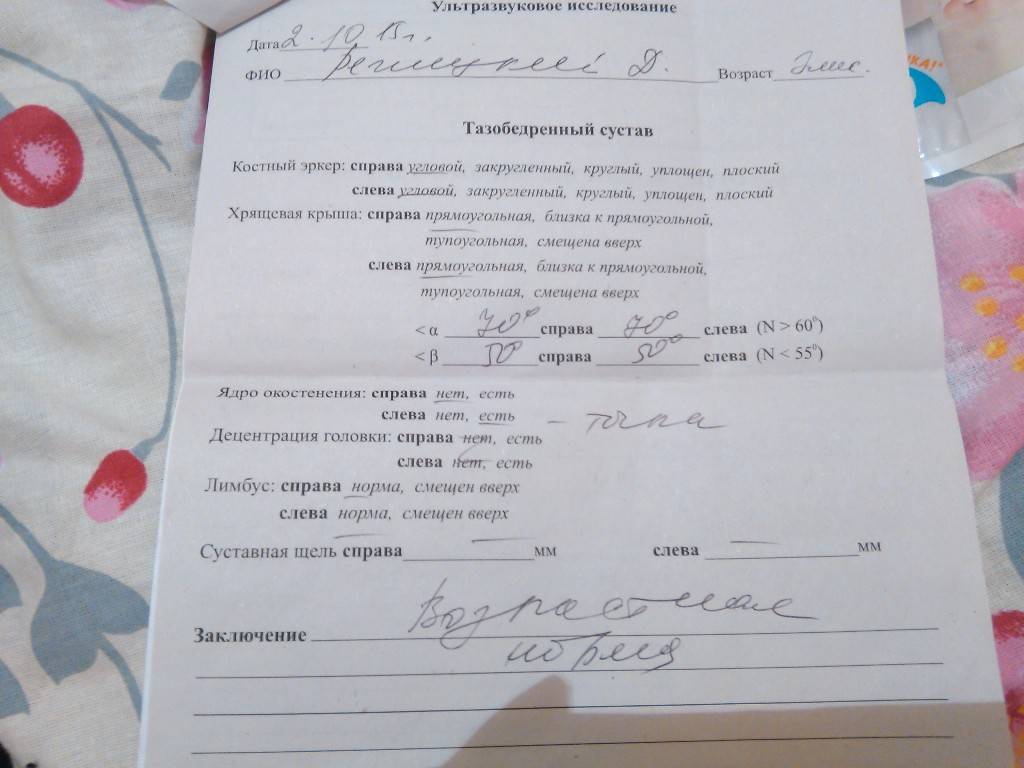 Ультразвуковое исследование
Дата 2.10.15г.
ФИО Д. Возраст 3мес.
КА!"
Тазобедренный сустав
Костный эркер: справа угловой, закругленный, круглый, уплощен, плоский
слева угловой, закругленный, круглый, уплощен, плоский
Хрящевая крыша: справа прямоугольная, близка к прямоугольной,
тупоугольная, смещена вверх
слева прямоугольная, близка к прямоугольной,
тупоугольная, смещена вверх
< α 70° справа 70° слева (N > 60°)
< β 50° справа 50° слева (N < 55°)
Ядро окостенения: справа нет, есть
слева нет, есть – точка
Децентрация головки: справа нет, есть
слева нет, есть
Лимбус: справа норма, смещен вверх
слева норма, смещен вверх
Суставная щель справа — мм слева — мм
Заключение Возрастная
норма